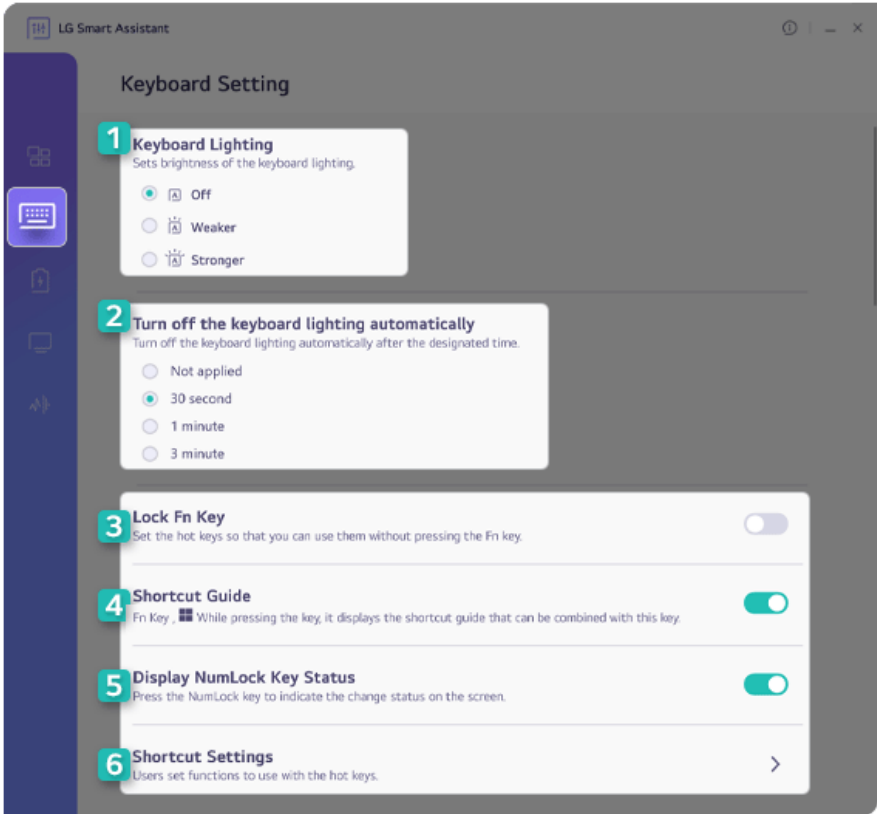 LG Smart Assistant
Keyboard Setting
1
Keyboard Lighting
Sets brightness of the keyboard lighting.
A Off
A Weaker
A Stronger
2
Turn off the keyboard lighting automatically
Turn off the keyboard lighting automatically after the designated time.
Not applied
30 second
1 minute
3 minute
3
Lock Fn Key
Set the hot keys so that you can use them without pressing the Fn key.
4
Shortcut Guide
Fn Key , While pressing the key, it displays the shortcut guide that can be combined with this key.
5
Display NumLock Key Status
Press the NumLock key to indicate the change status on the screen.
6
Shortcut Settings
Users set functions to use with the hot keys.